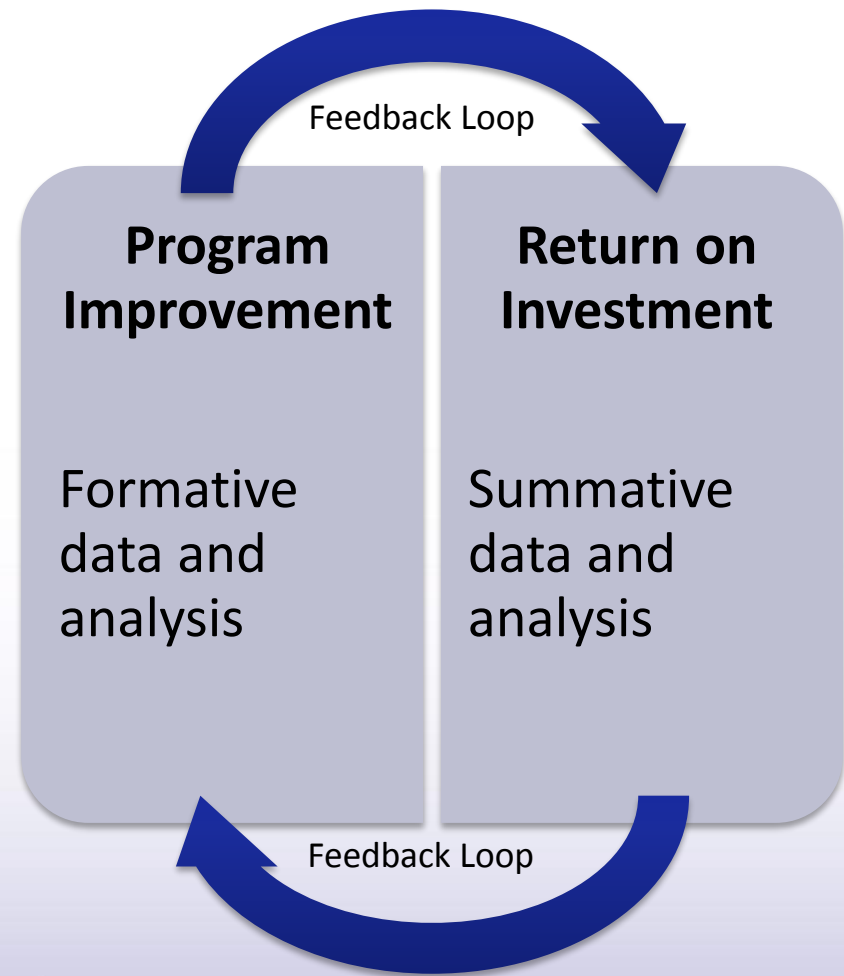 Feedback Loop
Program
Improvement
Formative
data and
analysis
Return on
Investment
Summative
data and
analysis
Feedback Loop